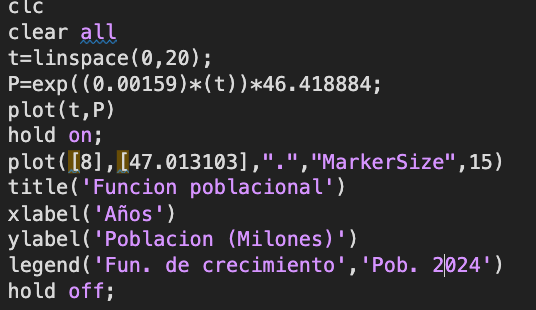 clc
clear all
t=linspace(0,20);
P=exp((0.00159)*(t))*46.418884;
plot(t,P)
hold on;
plot([8],[47.013103],".","MarkerSize",15)
title('Funcion poblacional')
xlabel('Años')
ylabel('Poblacion (Milones)')
legend('Fun. de crecimiento','Pob. 2024')
hold off;